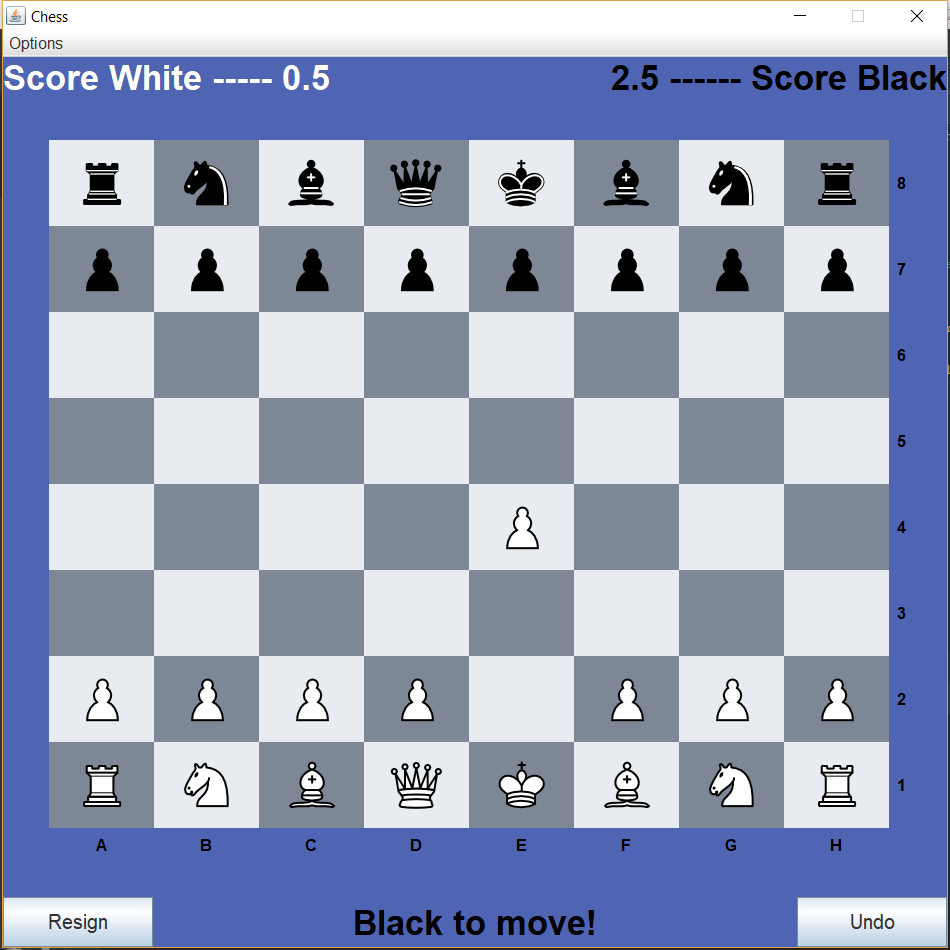 Chess
Options
Score White ----- 0.5
2.5 ------ Score Black
8
7
6
5
4
3
2
1
A B C D E F G H
Resign
Black to move!
Undo